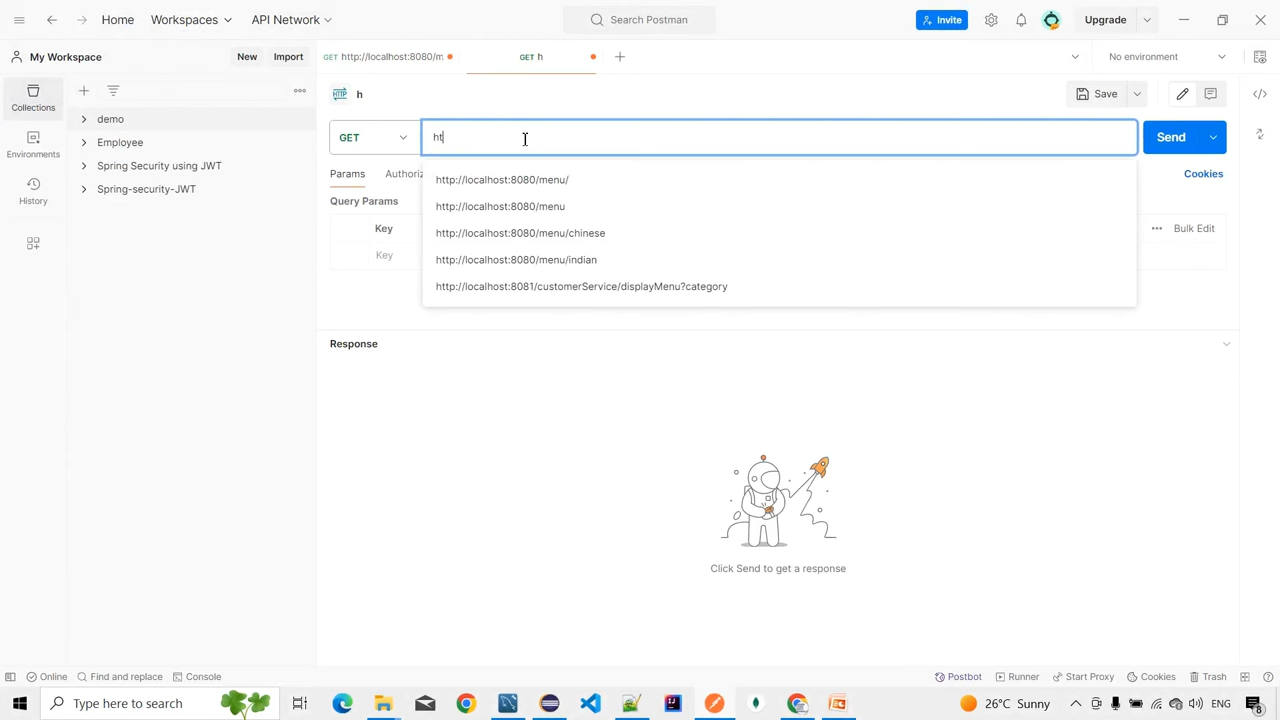 Home
Workspaces
API Network
Search Postman
Invite
Upgrade
My Workspace
New
Import
GET http://localhost:8080/m
GET h
No environment
Collections
Environments
History
demo
Employee
Spring Security using JWT
Spring-security-JWT
HTTP h
Save
GET
ht
Send
Params
Authoriz
Cookies
Query Params
Key
Bulk Edit
Key
http://localhost:8080/menu/
http://localhost:8080/menu
http://localhost:8080/menu/chinese
http://localhost:8080/menu/indian
http://localhost:8081/customerService/displayMenu?category
Response
Click Send to get a response
Online
Find and replace
Console
Postbot
Runner
Start Proxy
Cookies
Trash
Type here to search
26°C Sunny
ENG
8